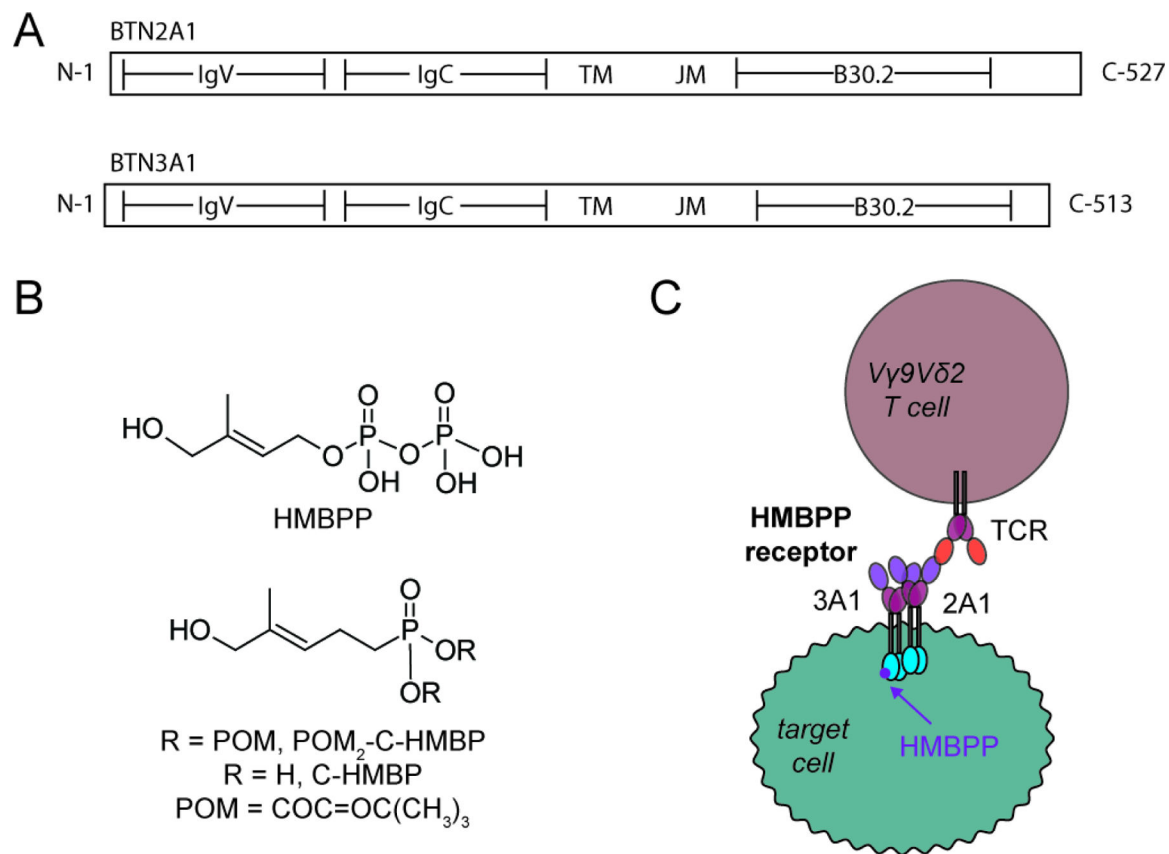 A
BTN2A1
N-1 IgV IgC TM JM B30.2 C-527
BTN3A1
N-1 IgV IgC TM JM B30.2 C-513
B
HO O O O P O P OH OH OH
HMBPP
HO O P OR OR
R = POM, POM₂-C-HMBP
R = H, C-HMBP
POM = COC=OC(CH₃)₃
C
Vγ9Vδ2
T cell
HMBPP
receptor
TCR
3A1 2A1
target
cell
HMBPP